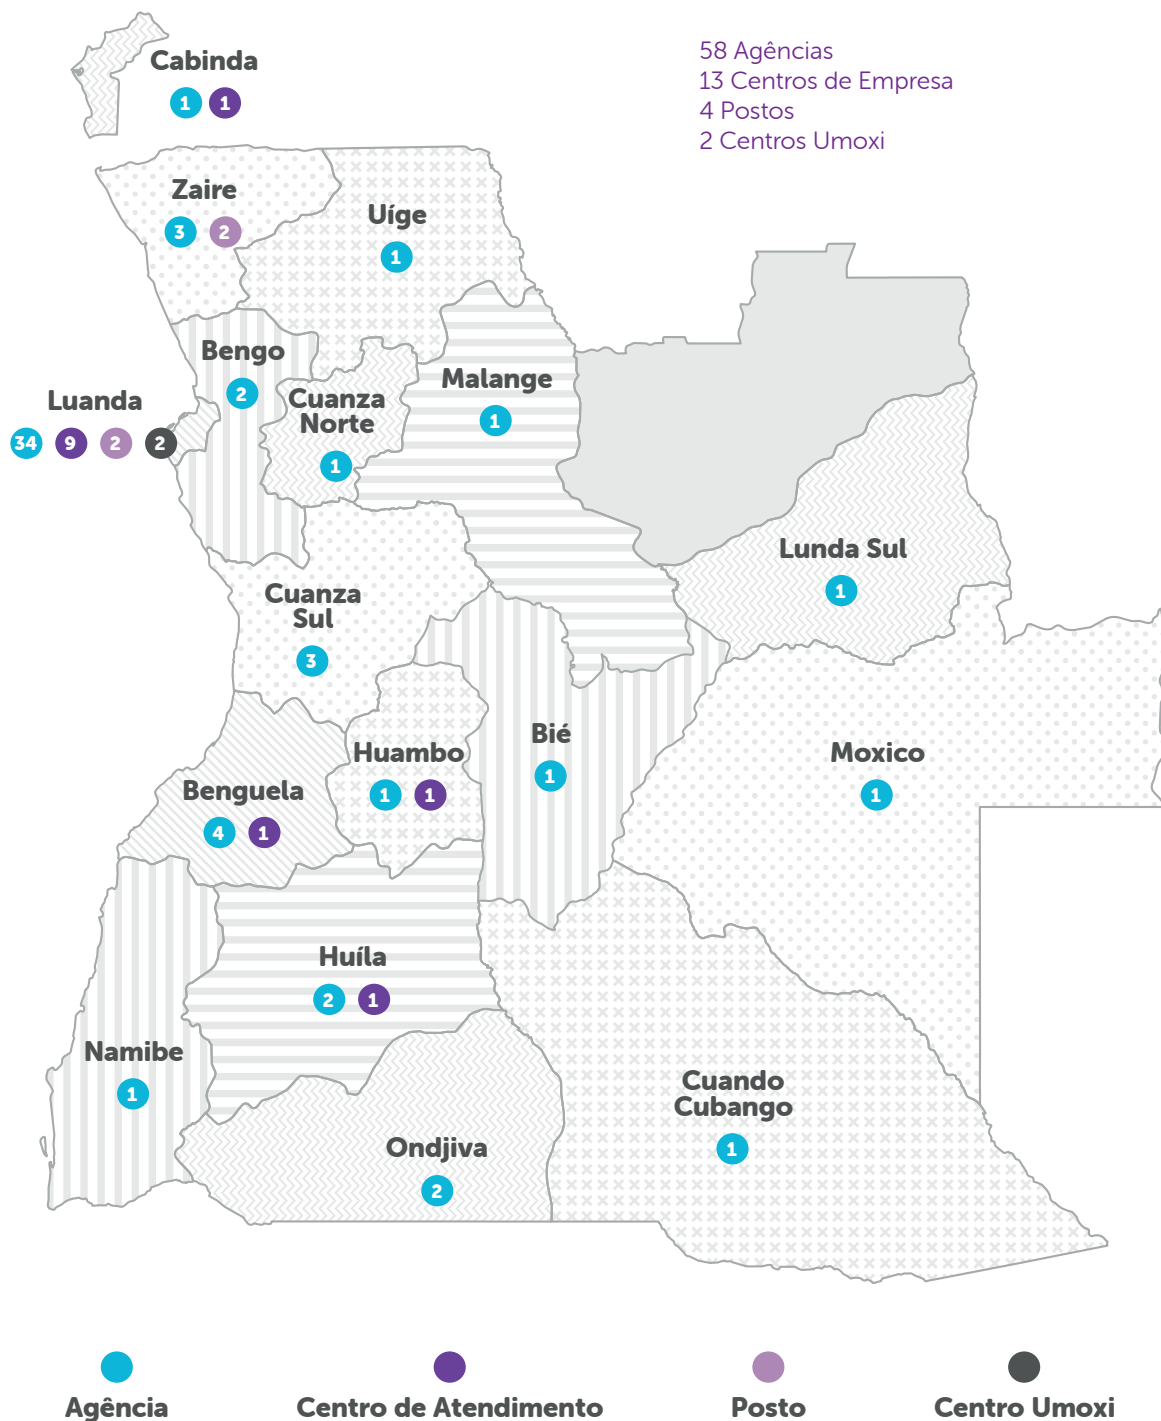 58 Agências
13 Centros de Empresa
4 Postos
2 Centros Umoxi
Cabinda
1 1
Zaire
3 2
Uíge
1
Bengo
2
Malange
1
Cuanza
Norte
1
Luanda
34 9 2 2
Lunda Sul
1
Cuanza
Sul
3
Bié
1
Huambo
1 1
Moxico
1
Benguela
4 1
Huíla
2 1
Namibe
1
Cuando
Cubango
1
Ondjiva
2
Agência
Centro de Atendimento
Posto
Centro Umoxi